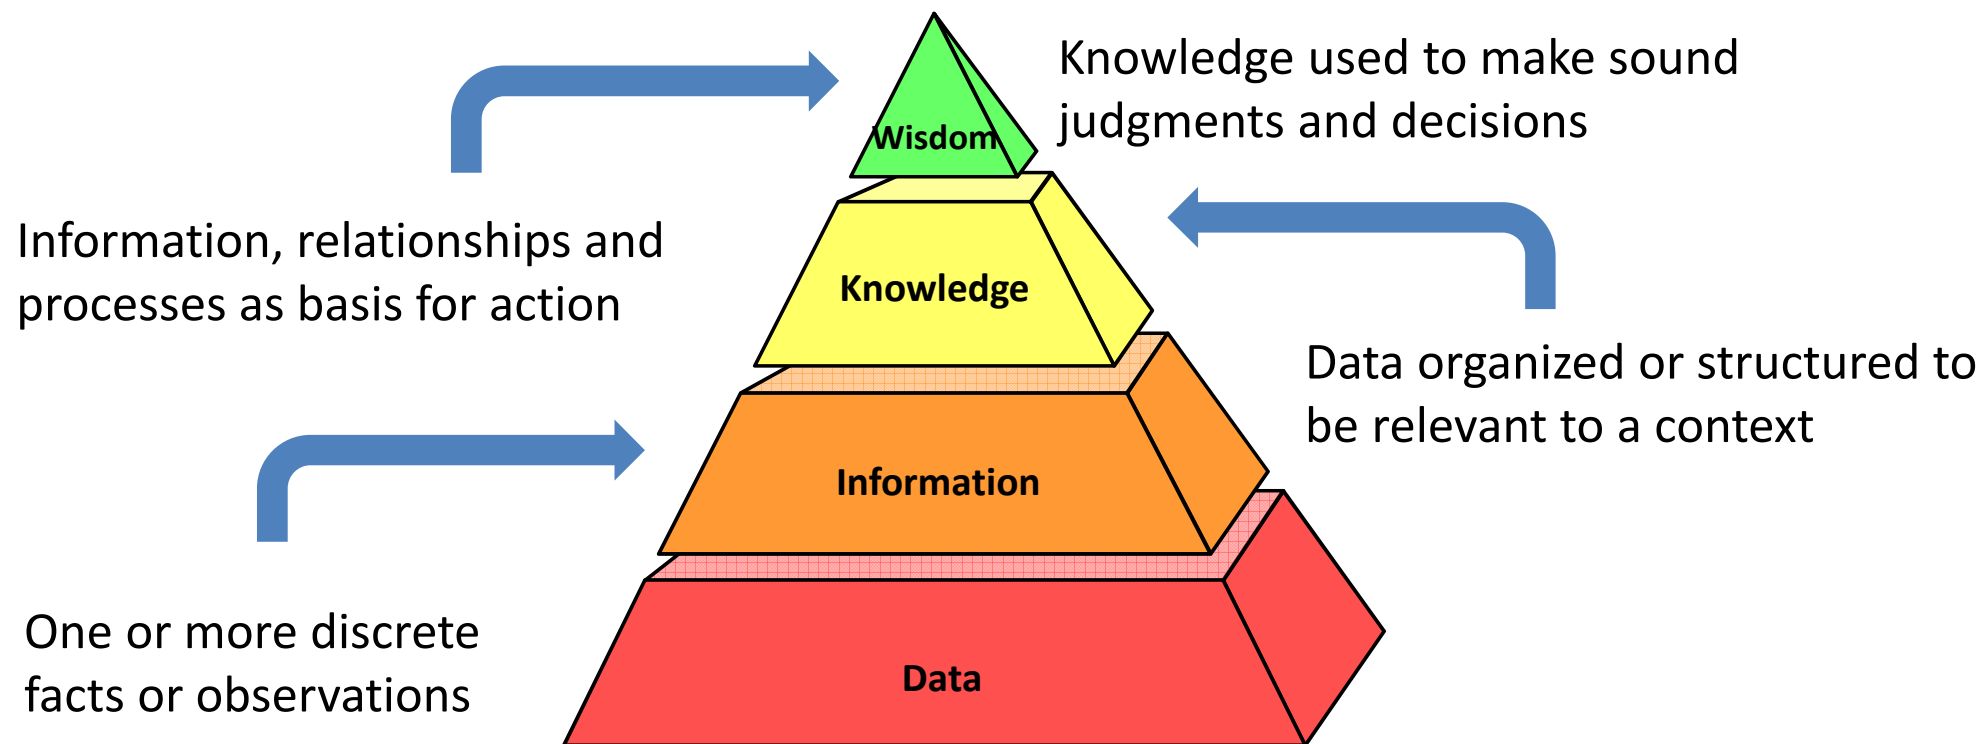 Knowledge used to make sound
judgments and decisions
Wisdom
Information, relationships and
processes as basis for action
Knowledge
Data organized or structured to
be relevant to a context
Information
One or more discrete
facts or observations
Data